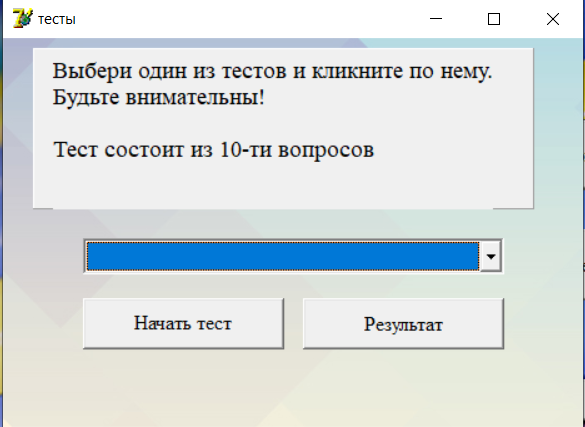 тесты
Выбери один из тестов и кликните по нему.
Будьте внимательны!
Тест состоит из 10-ти вопросов
Начать тест
Результат